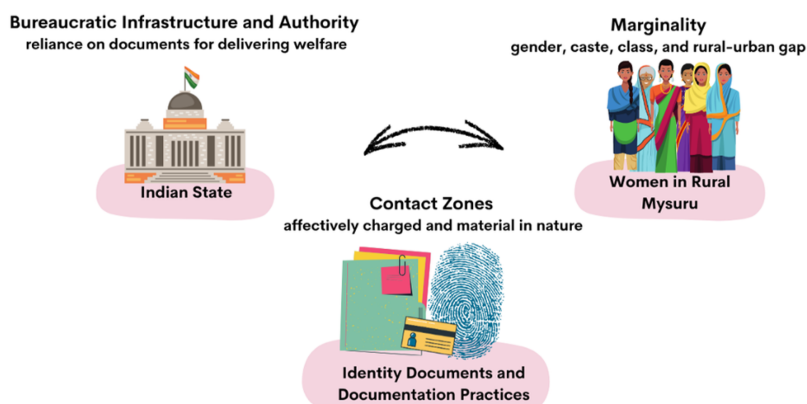 Bureaucratic Infrastructure and Authority
reliance on documents for delivering welfare
Indian State
Marginality
gender, caste, class, and rural-urban gap
Women in Rural
Mysuru
Contact Zones
affectively charged and material in nature
Identity Documents and
Documentation Practices